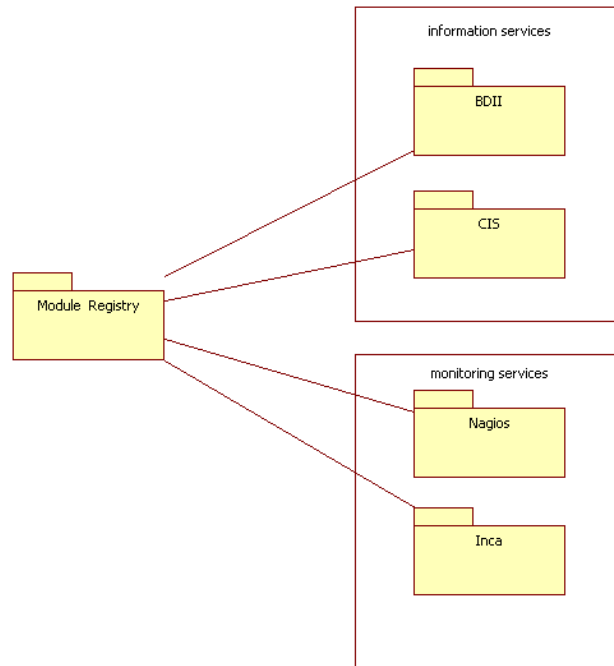 information services
BDII
CIS
Module Registry
monitoring services
Nagios
Inca